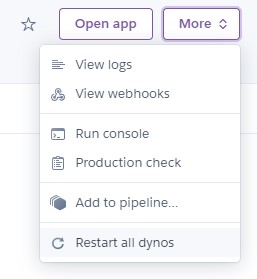 Open app
More
View logs
View webhooks
Run console
Production check
Add to pipeline...
Restart all dynos